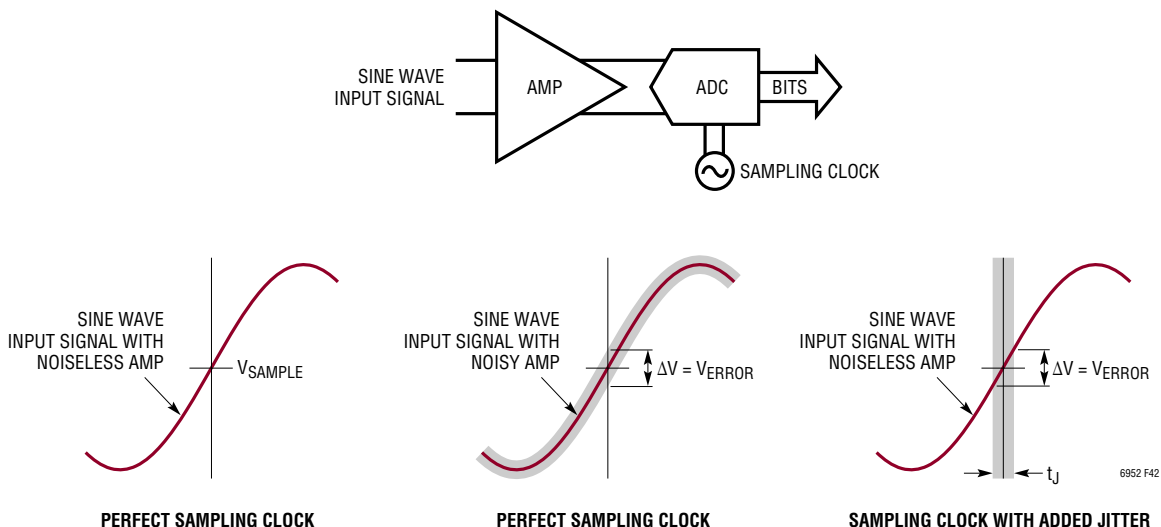 SINE WAVE
INPUT SIGNAL
AMP
ADC
BITS
SAMPLING CLOCK
SINE WAVE
INPUT SIGNAL WITH
NOISELESS AMP
VSAMPLE
PERFECT SAMPLING CLOCK
SINE WAVE
INPUT SIGNAL WITH
NOISY AMP
ΔV = VERROR
PERFECT SAMPLING CLOCK
SINE WAVE
INPUT SIGNAL WITH
NOISELESS AMP
ΔV = VERROR
tJ
6952 F42
SAMPLING CLOCK WITH ADDED JITTER